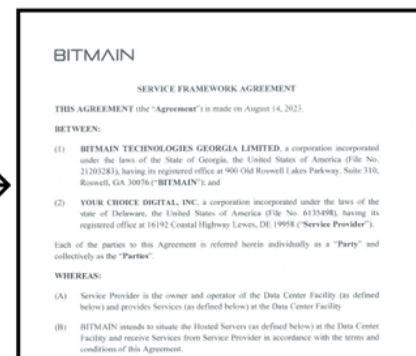 BITMAIN
SERVICE FRAMEWORK AGREEMENT
THIS AGREEMENT (the "Agreement") is made on August 14, 2023.
BETWEEN:
(1) BITMAIN TECHNOLOGIES GEORGIA LIMITED, a corporation incorporated
under the laws of the State of Georgia, the United States of America (File No.
21203283), having its registered office at 900 Old Roswell Lakes Parkway, Suite 310,
Roswell, GA 30076 ("BITMAIN"); and
(2) YOUR CHOICE DIGITAL, INC, a corporation incorporated under the laws of the
state of Delaware, the United States of America (File No. 6135498), having its
registered office at 16192 Coastal Highway Lewes, DE 19958 ("Service Provider").
Each of the parties to this Agreement is referred herein individually as a "Party" and
collectively as the "Parties".
WHEREAS:
(A) Service Provider is the owner and operator of the Data Center Facility (as defined
below) and provides Services (as defined below) at the Data Center Facility
(B) BITMAIN intends to situate the Hosted Servers (as defined below) at the Data Center
Facility and receive Services from Service Provider in accordance with the terms and
conditions of this Agreement.